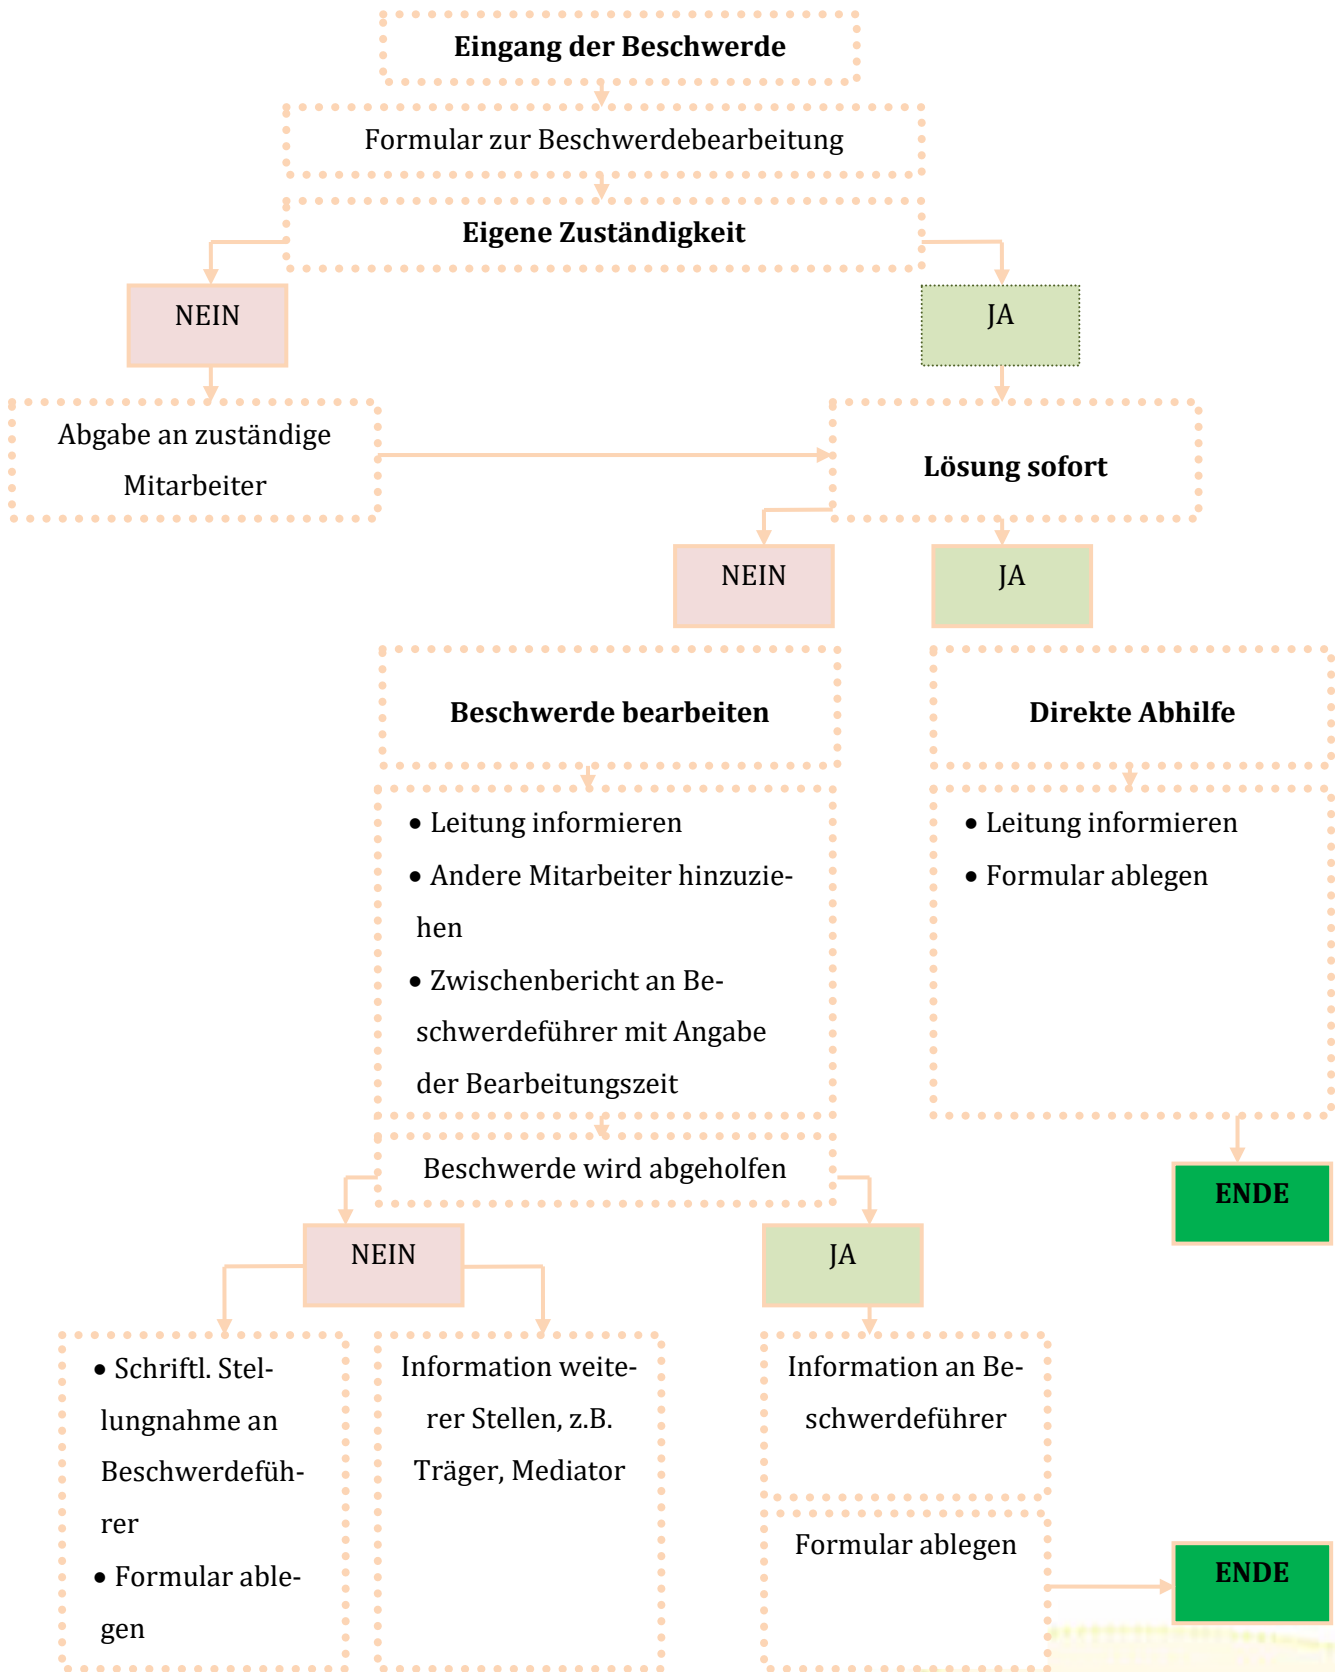 Eingang der Beschwerde
Formular zur Beschwerdebearbeitung
Eigene Zuständigkeit
NEIN
JA
Abgabe an zuständige
Mitarbeiter
Lösung sofort
NEIN
JA
Beschwerde bearbeiten
Direkte Abhilfe
• Leitung informieren
• Andere Mitarbeiter hinzuzie-
hen
• Zwischenbericht an Be-
schwerdeführer mit Angabe
der Bearbeitungszeit
• Leitung informieren
• Formular ablegen
Beschwerde wird abgeholfen
ENDE
NEIN
JA
• Schriftl. Stel-
lungnahme an
Beschwerdefüh-
rer
• Formular able-
gen
Information weite-
rer Stellen, z.B.
Träger, Mediator
Information an Be-
schwerdeführer
Formular ablegen
ENDE